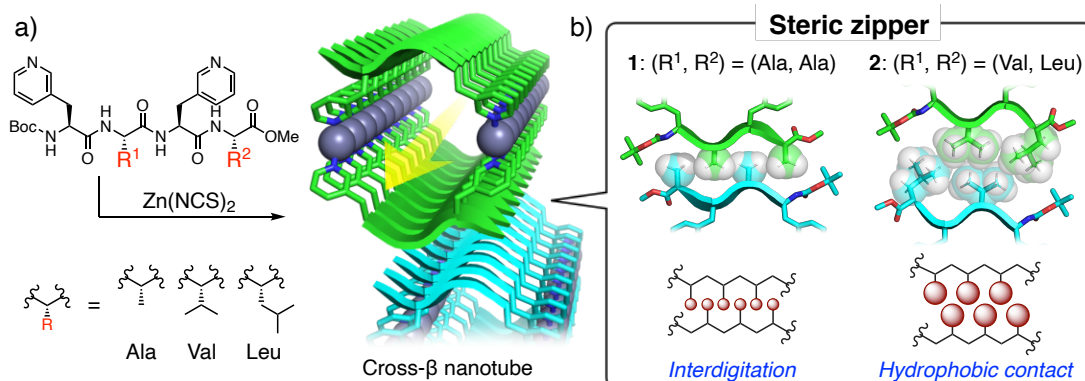 a)
N
N
Boc
N
H
O
H
N
R¹
O
N
H
O
H
N
R²
O
OMe
Zn(NCS)₂
R
=
Ala Val Leu
Cross-β nanotube
b)
Steric zipper
1: (R¹, R²) = (Ala, Ala)
2: (R¹, R²) = (Val, Leu)
Interdigitation
Hydrophobic contact